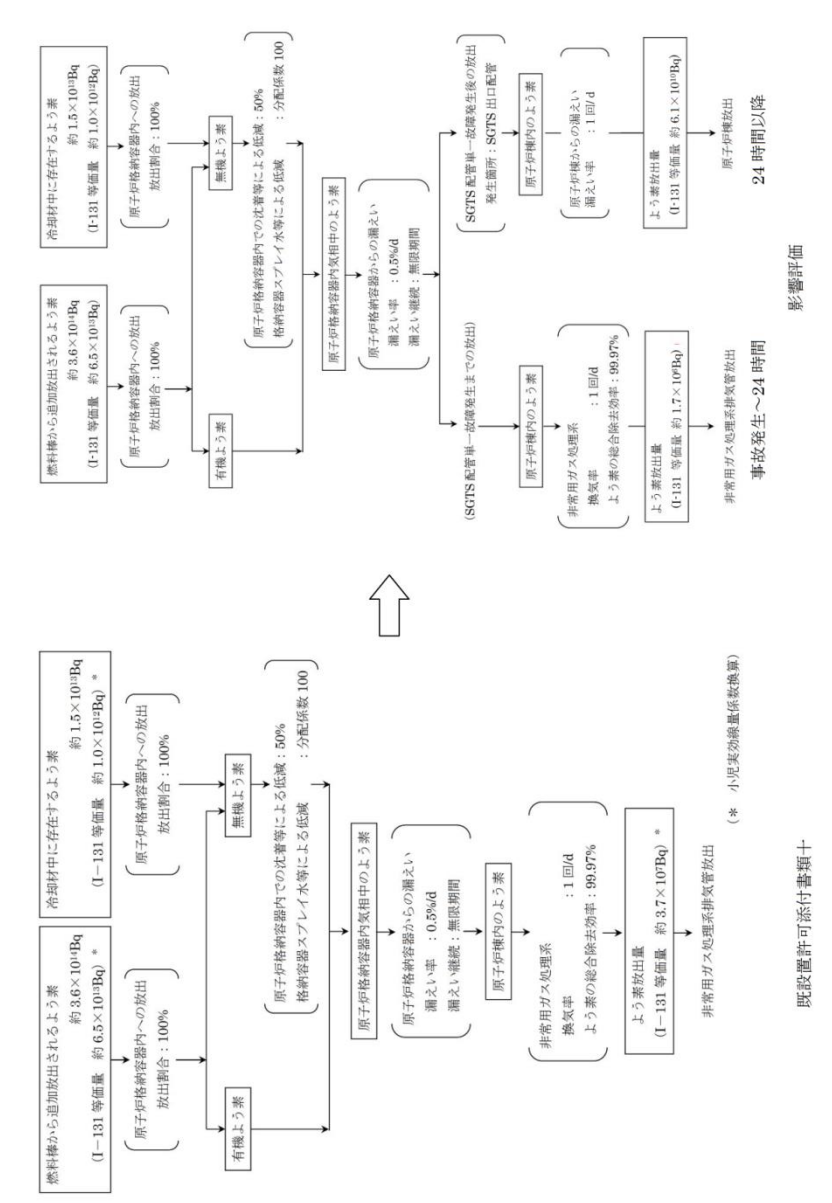 燃料棒から追加放出されるよう素
約 3.6×10¹⁴Bq
(I－131 等価量　約 6.5×10¹³Bq) *
冷却材中に存在するよう素
約 1.5×10¹³Bq
(I－131 等価量　約 1.0×10¹²Bq) *
原子炉格納容器内への放出
放出割合：100%
原子炉格納容器内への放出
放出割合：100%
有機よう素
無機よう素
原子炉格納容器内での沈着等による低減：50%
格納容器スプレイ水等による低減　：分配係数 100
原子炉格納容器内気相中のよう素
原子炉格納容器からの漏えい
漏えい率　：0.5%/d
漏えい継続：無限期間
原子炉棟内のよう素
非常用ガス処理系
換気率　：1 回/d
よう素の総合除去効率：99.97%
よう素放出量
(I－131 等価量　約 3.7×10⁷Bq) *
非常用ガス処理系排気管放出
(＊　小児実効線量係数換算)
既設置許可添付書類十
燃料棒から追加放出されるよう素
約 3.6×10¹⁴Bq
(I-131 等価量　約 6.5×10¹³Bq)
冷却材中に存在するよう素
約 1.5×10¹³Bq
(I-131 等価量　約 1.0×10¹²Bq)
原子炉格納容器内への放出
放出割合：100%
原子炉格納容器内への放出
放出割合：100%
有機よう素
無機よう素
原子炉格納容器内での沈着等による低減：50%
格納容器スプレイ水等による低減　：分配係数 100
原子炉格納容器内気相中のよう素
原子炉格納容器からの漏えい
漏えい率　：0.5%/d
漏えい継続：無限期間
(SGTS 配管単一故障発生までの放出)
原子炉棟内のよう素
非常用ガス処理系
換気率　：1 回/d
よう素の総合除去効率：99.97%
よう素放出量
(I-131 等価量 約 1.7×10⁶Bq)
非常用ガス処理系排気管放出
事故発生～24 時間
SGTS 配管単一故障発生後の放出
発生箇所：SGTS 出口配管
原子炉棟内のよう素
原子炉棟からの漏えい
漏えい率　：1 回/d
よう素放出量
(I-131 等価量 約 6.1×10¹⁰Bq)
原子炉棟放出
24 時間以降
影響評価